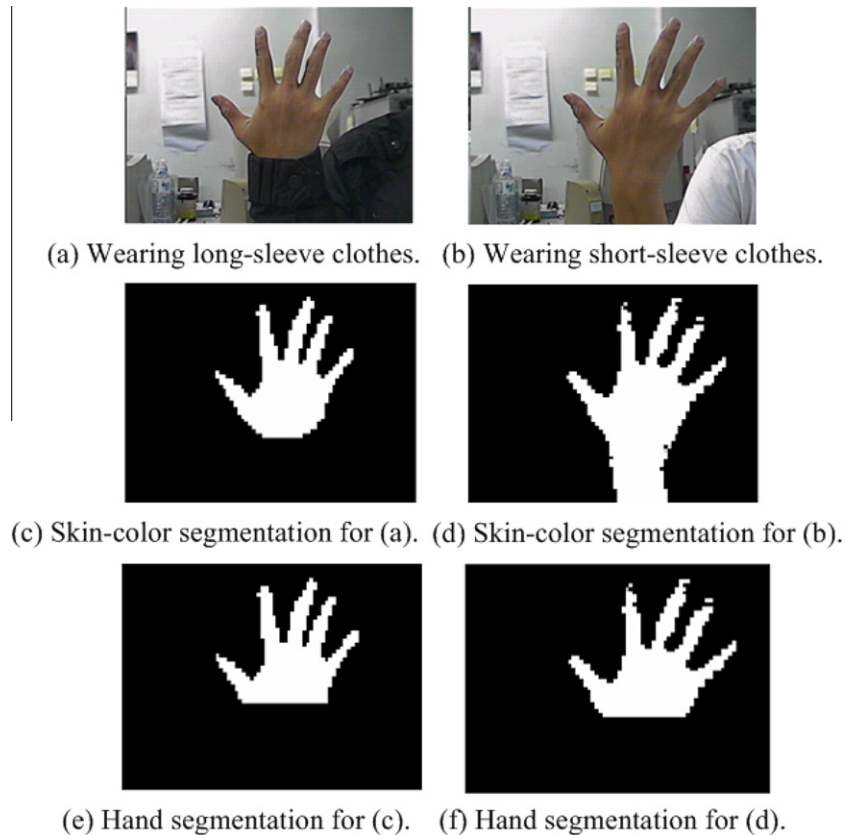 (a) Wearing long-sleeve clothes. (b) Wearing short-sleeve clothes.
(c) Skin-color segmentation for (a). (d) Skin-color segmentation for (b).
(e) Hand segmentation for (c). (f) Hand segmentation for (d).